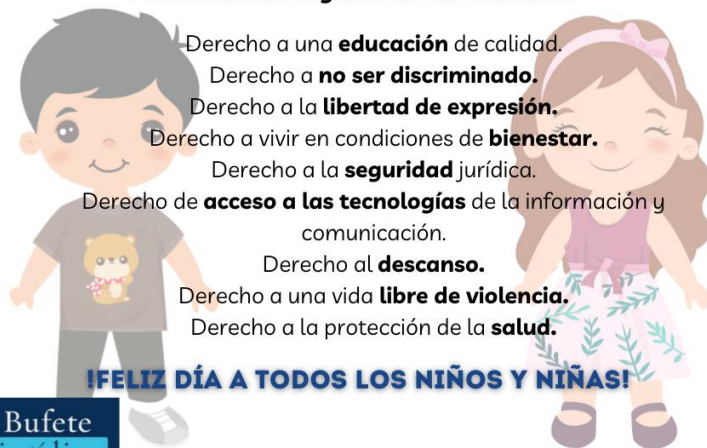 Derecho a una educación de calidad.
Derecho a no ser discriminado.
Derecho a la libertad de expresión.
Derecho a vivir en condiciones de bienestar.
Derecho a la seguridad jurídica.
Derecho de acceso a las tecnologías de la información y
comunicación.
Derecho al descanso.
Derecho a una vida libre de violencia.
Derecho a la protección de la salud.
!FELIZ DÍA A TODOS LOS NIÑOS Y NIÑAS!
Bufete